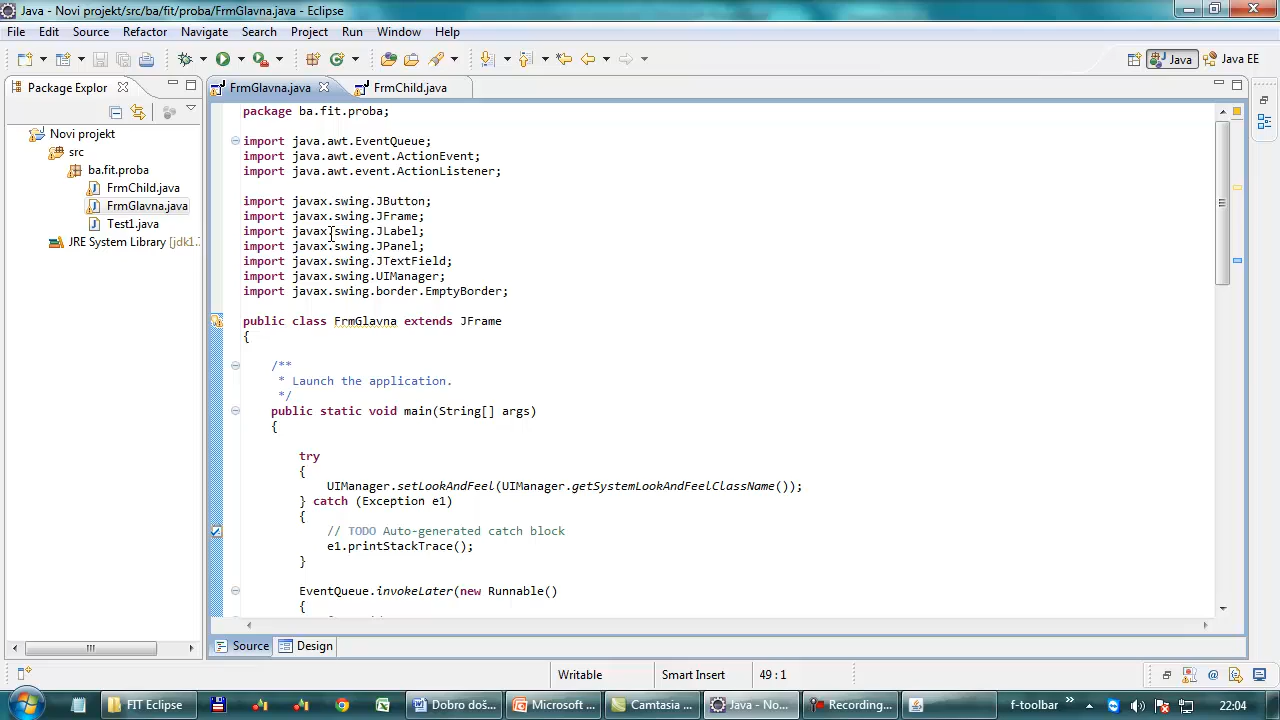 Java - Novi projekt/src/ba/fit/proba/FrmGlavna.java - Eclipse
File Edit Source Refactor Navigate Search Project Run Window Help
Java Java EE
Package Explor
FrmGlavna.java FrmChild.java
Novi projekt
src
ba.fit.proba
FrmChild.java
FrmGlavna.java
Test1.java
JRE System Library [jdk1.
package ba.fit.proba;
import java.awt.EventQueue;
import java.awt.event.ActionEvent;
import java.awt.event.ActionListener;
import javax.swing.JButton;
import javax.swing.JFrame;
import javax.swing.JLabel;
import javax.swing.JPanel;
import javax.swing.JTextField;
import javax.swing.UIManager;
import javax.swing.border.EmptyBorder;
public class FrmGlavna extends JFrame
{
/**
* Launch the application.
*/
public static void main(String[] args)
{
try
{
UIManager.setLookAndFeel(UIManager.getSystemLookAndFeelClassName());
} catch (Exception e1)
{
// TODO Auto-generated catch block
e1.printStackTrace();
}
EventQueue.invokeLater(new Runnable()
{
Source Design
Writable Smart Insert 49 : 1
FIT Eclipse Dobro doš... Microsoft ... Camtasia ... Java - No... Recording... f-toolbar 22:04